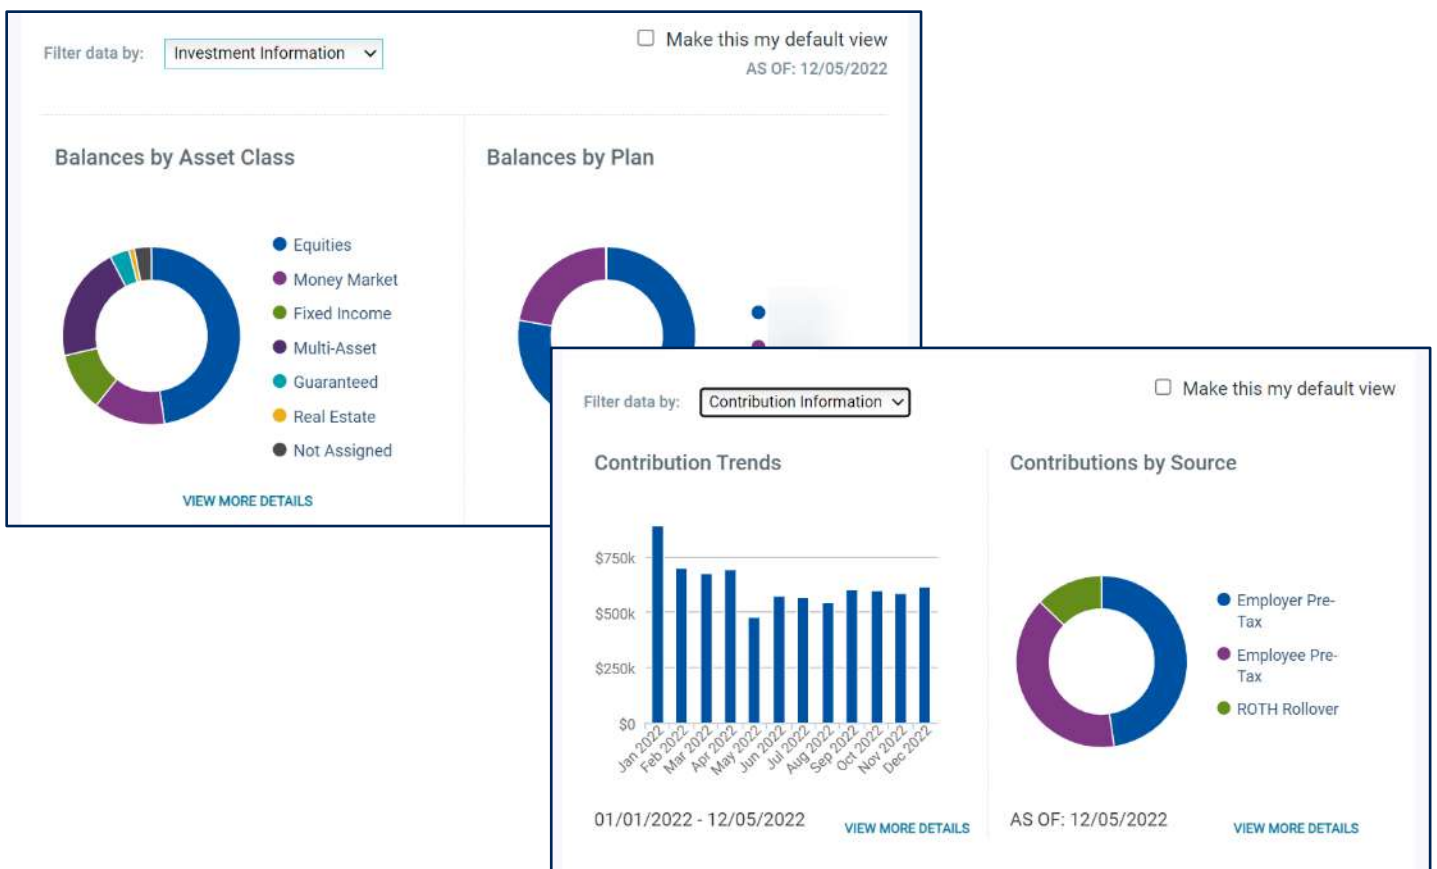 Filter data by: Investment Information
Make this my default view
AS OF: 12/05/2022
Balances by Asset Class
Equities
Money Market
Fixed Income
Multi-Asset
Guaranteed
Real Estate
Not Assigned
VIEW MORE DETAILS
Balances by Plan
Filter data by: Contribution Information
Make this my default view
Contribution Trends
$750k
$500k
$250k
$0
Jan 2022
Feb 2022
Mar 2022
Apr 2022
May 2022
Jun 2022
Jul 2022
Aug 2022
Sep 2022
Oct 2022
Nov 2022
Dec 2022
01/01/2022 - 12/05/2022
VIEW MORE DETAILS
Contributions by Source
Employer Pre-
Tax
Employee Pre-
Tax
ROTH Rollover
AS OF: 12/05/2022
VIEW MORE DETAILS